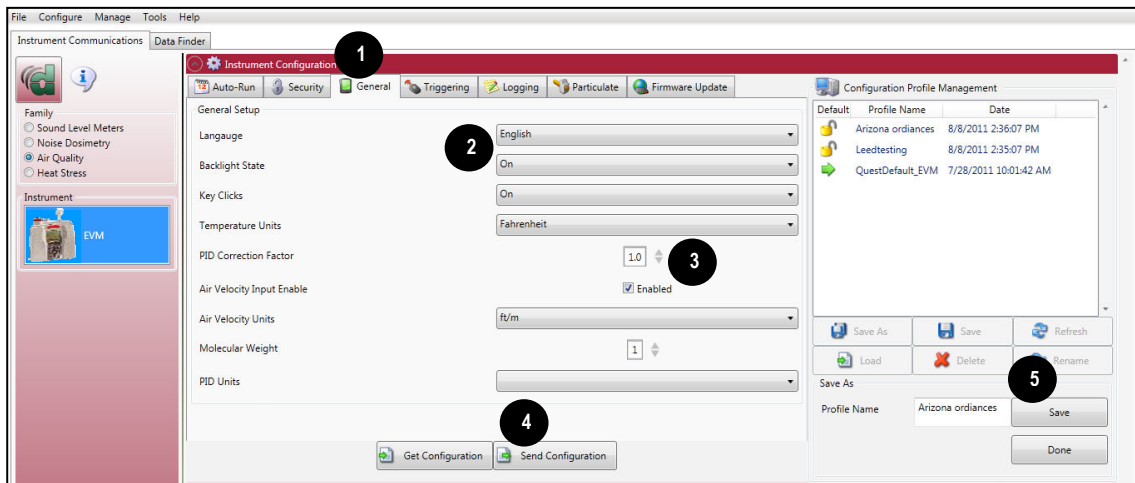 File Configure Manage Tools Help
Instrument Communications Data Finder
1
Instrument Configuration
12 Auto-Run Security General Triggering Logging Particulate Firmware Update
General Setup
Langauge English
2
Backlight State On
Key Clicks On
Temperature Units Fahrenheit
PID Correction Factor 1.0
3
Air Velocity Input Enable Enabled
Air Velocity Units ft/m
Molecular Weight 1
PID Units
4
Get Configuration Send Configuration
Family
Sound Level Meters
Noise Dosimetry
Air Quality
Heat Stress
Instrument
EVM
Configuration Profile Management
Default Profile Name Date
Arizona ordiances 8/8/2011 2:36:07 PM
Leedtesting 8/8/2011 2:35:07 PM
QuestDefault_EVM 7/28/2011 10:01:42 AM
Save As Save Refresh
Load Delete Rename
5
Save As
Profile Name Arizona ordiances Save
Done